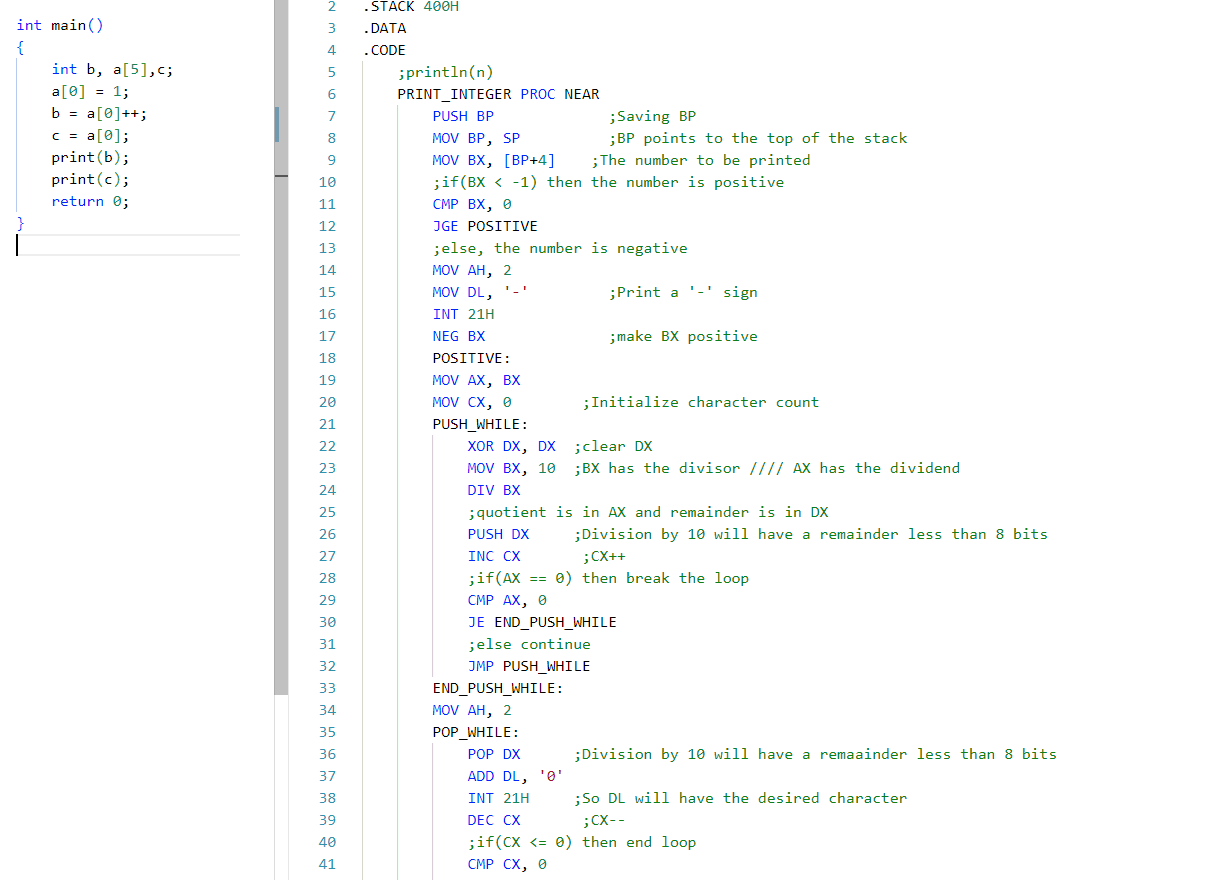 int main()
{
int b, a[5],c;
a[0] = 1;
b = a[0]++;
c = a[0];
print(b);
print(c);
return 0;
}
2 .STACK 400H
3 .DATA
4 .CODE
5 ;println(n)
6 PRINT_INTEGER PROC NEAR
7 PUSH BP ;Saving BP
8 MOV BP, SP ;BP points to the top of the stack
9 MOV BX, [BP+4] ;The number to be printed
10 ;if(BX < -1) then the number is positive
11 CMP BX, 0
12 JGE POSITIVE
13 ;else, the number is negative
14 MOV AH, 2
15 MOV DL, '-' ;Print a '-' sign
16 INT 21H
17 NEG BX ;make BX positive
18 POSITIVE:
19 MOV AX, BX
20 MOV CX, 0 ;Initialize character count
21 PUSH_WHILE:
22 XOR DX, DX ;clear DX
23 MOV BX, 10 ;BX has the divisor //// AX has the dividend
24 DIV BX
25 ;quotient is in AX and remainder is in DX
26 PUSH DX ;Division by 10 will have a remainder less than 8 bits
27 INC CX ;CX++
28 ;if(AX == 0) then break the loop
29 CMP AX, 0
30 JE END_PUSH_WHILE
31 ;else continue
32 JMP PUSH_WHILE
33 END_PUSH_WHILE:
34 MOV AH, 2
35 POP_WHILE:
36 POP DX ;Division by 10 will have a remaainder less than 8 bits
37 ADD DL, '0'
38 INT 21H ;So DL will have the desired character
39 DEC CX ;CX--
40 ;if(CX <= 0) then end loop
41 CMP CX, 0